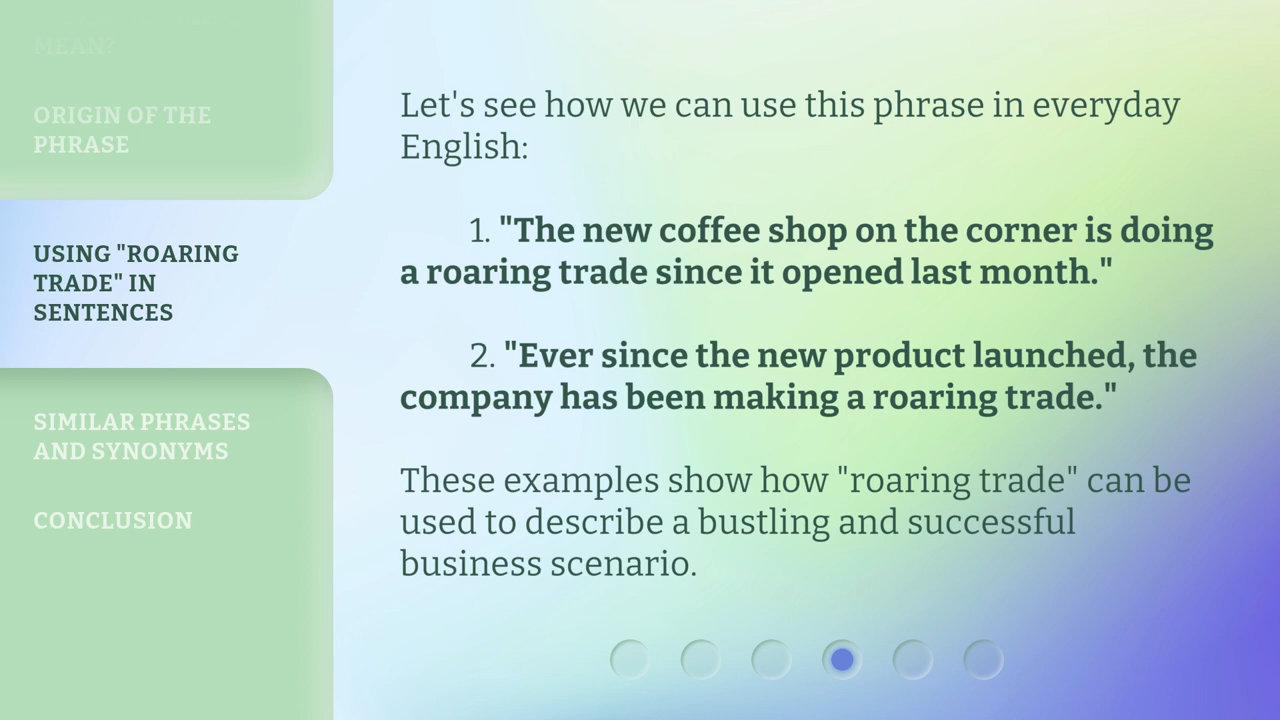 MEAN?
ORIGIN OF THE
PHRASE
USING "ROARING
TRADE" IN
SENTENCES
SIMILAR PHRASES
AND SYNONYMS
CONCLUSION
Let's see how we can use this phrase in everyday
English:
1. "The new coffee shop on the corner is doing
a roaring trade since it opened last month."
2. "Ever since the new product launched, the
company has been making a roaring trade."
These examples show how "roaring trade" can be
used to describe a bustling and successful
business scenario.